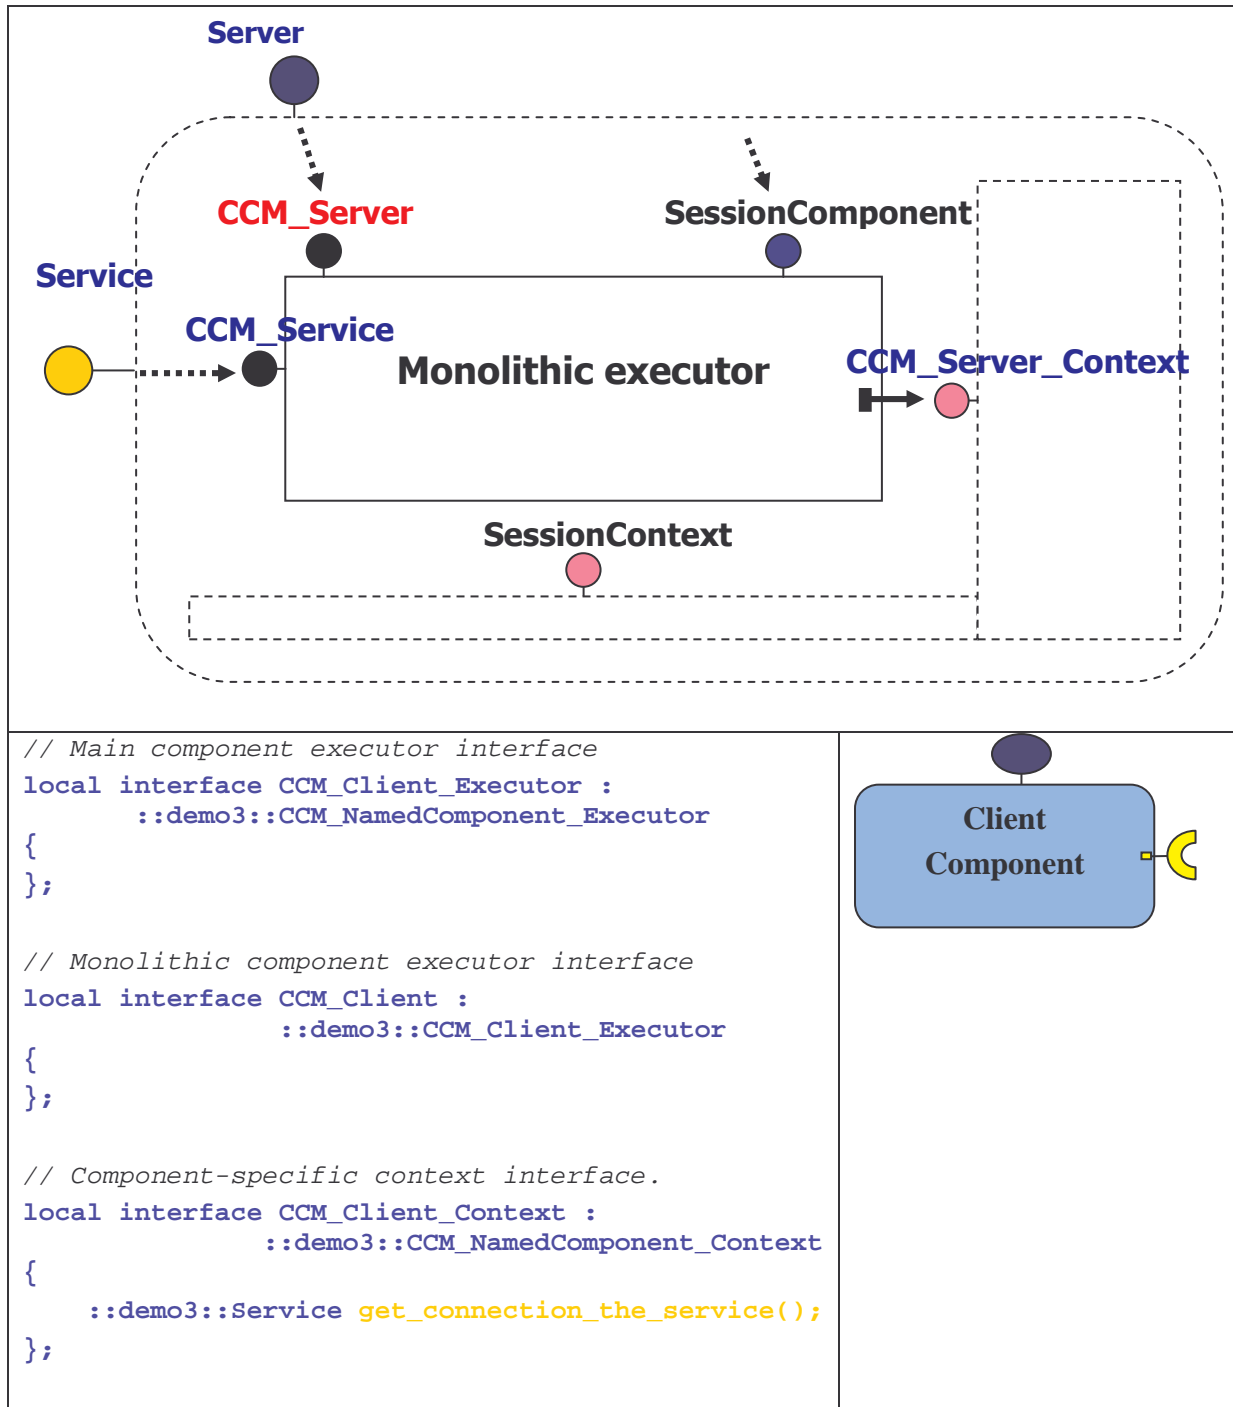 Server
CCM_Server
SessionComponent
Service
CCM_Service
Monolithic executor
CCM_Server_Context
SessionContext
// Main component executor interface
local interface CCM_Client_Executor :
::demo3::CCM_NamedComponent_Executor
{
};
// Monolithic component executor interface
local interface CCM_Client :
::demo3::CCM_Client_Executor
{
};
// Component-specific context interface.
local interface CCM_Client_Context :
::demo3::CCM_NamedComponent_Context
{
::demo3::Service get_connection_the_service();
};
Client
Component